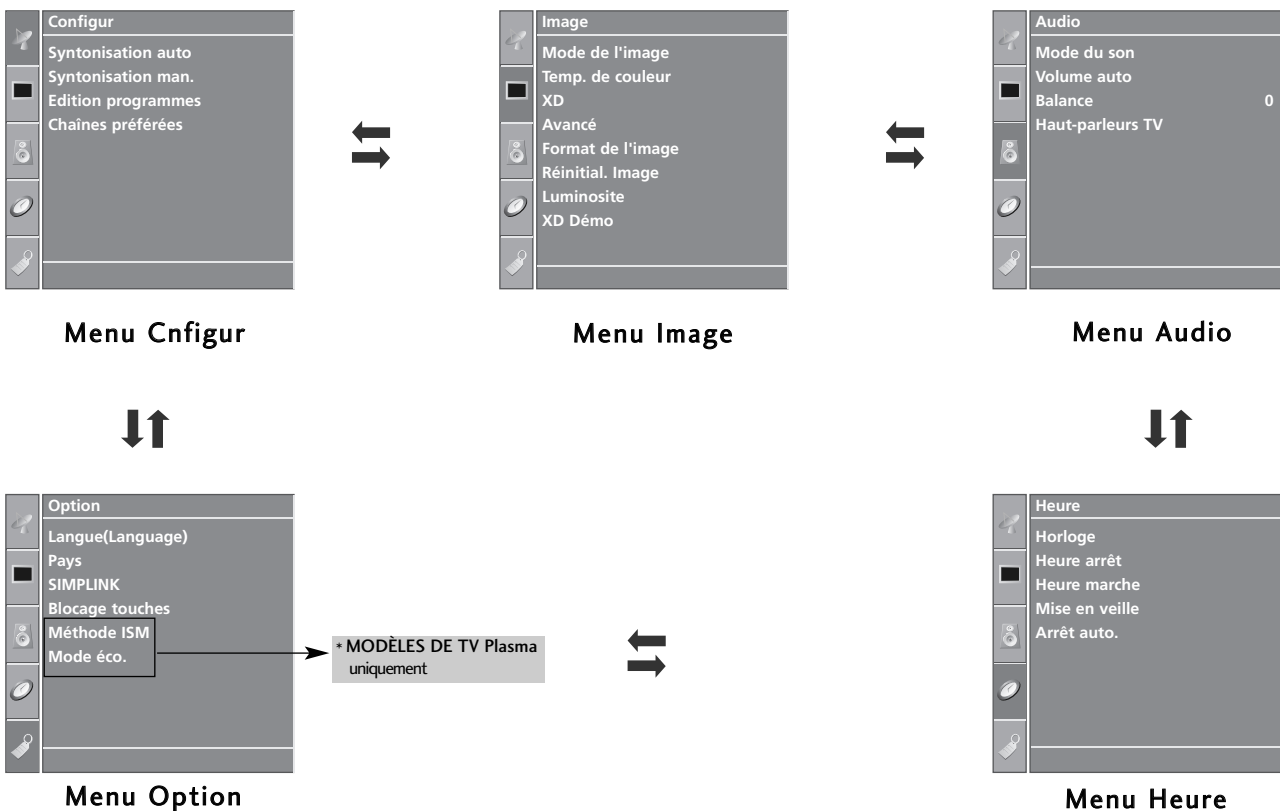 Configur
Syntonisation auto
Syntonisation man.
Edition programmes
Chaînes préférées
Menu Cnfigur
Image
Mode de l'image
Temp. de couleur
XD
Avancé
Format de l'image
Réinitial. Image
Luminosite
XD Démo
Menu Image
Audio
Mode du son
Volume auto
Balance 0
Haut-parleurs TV
Menu Audio
Option
Langue(Language)
Pays
SIMPLINK
Blocage touches
Méthode ISM
Mode éco.
* MODÈLES DE TV Plasma
uniquement
Menu Option
Heure
Horloge
Heure arrêt
Heure marche
Mise en veille
Arrêt auto.
Menu Heure